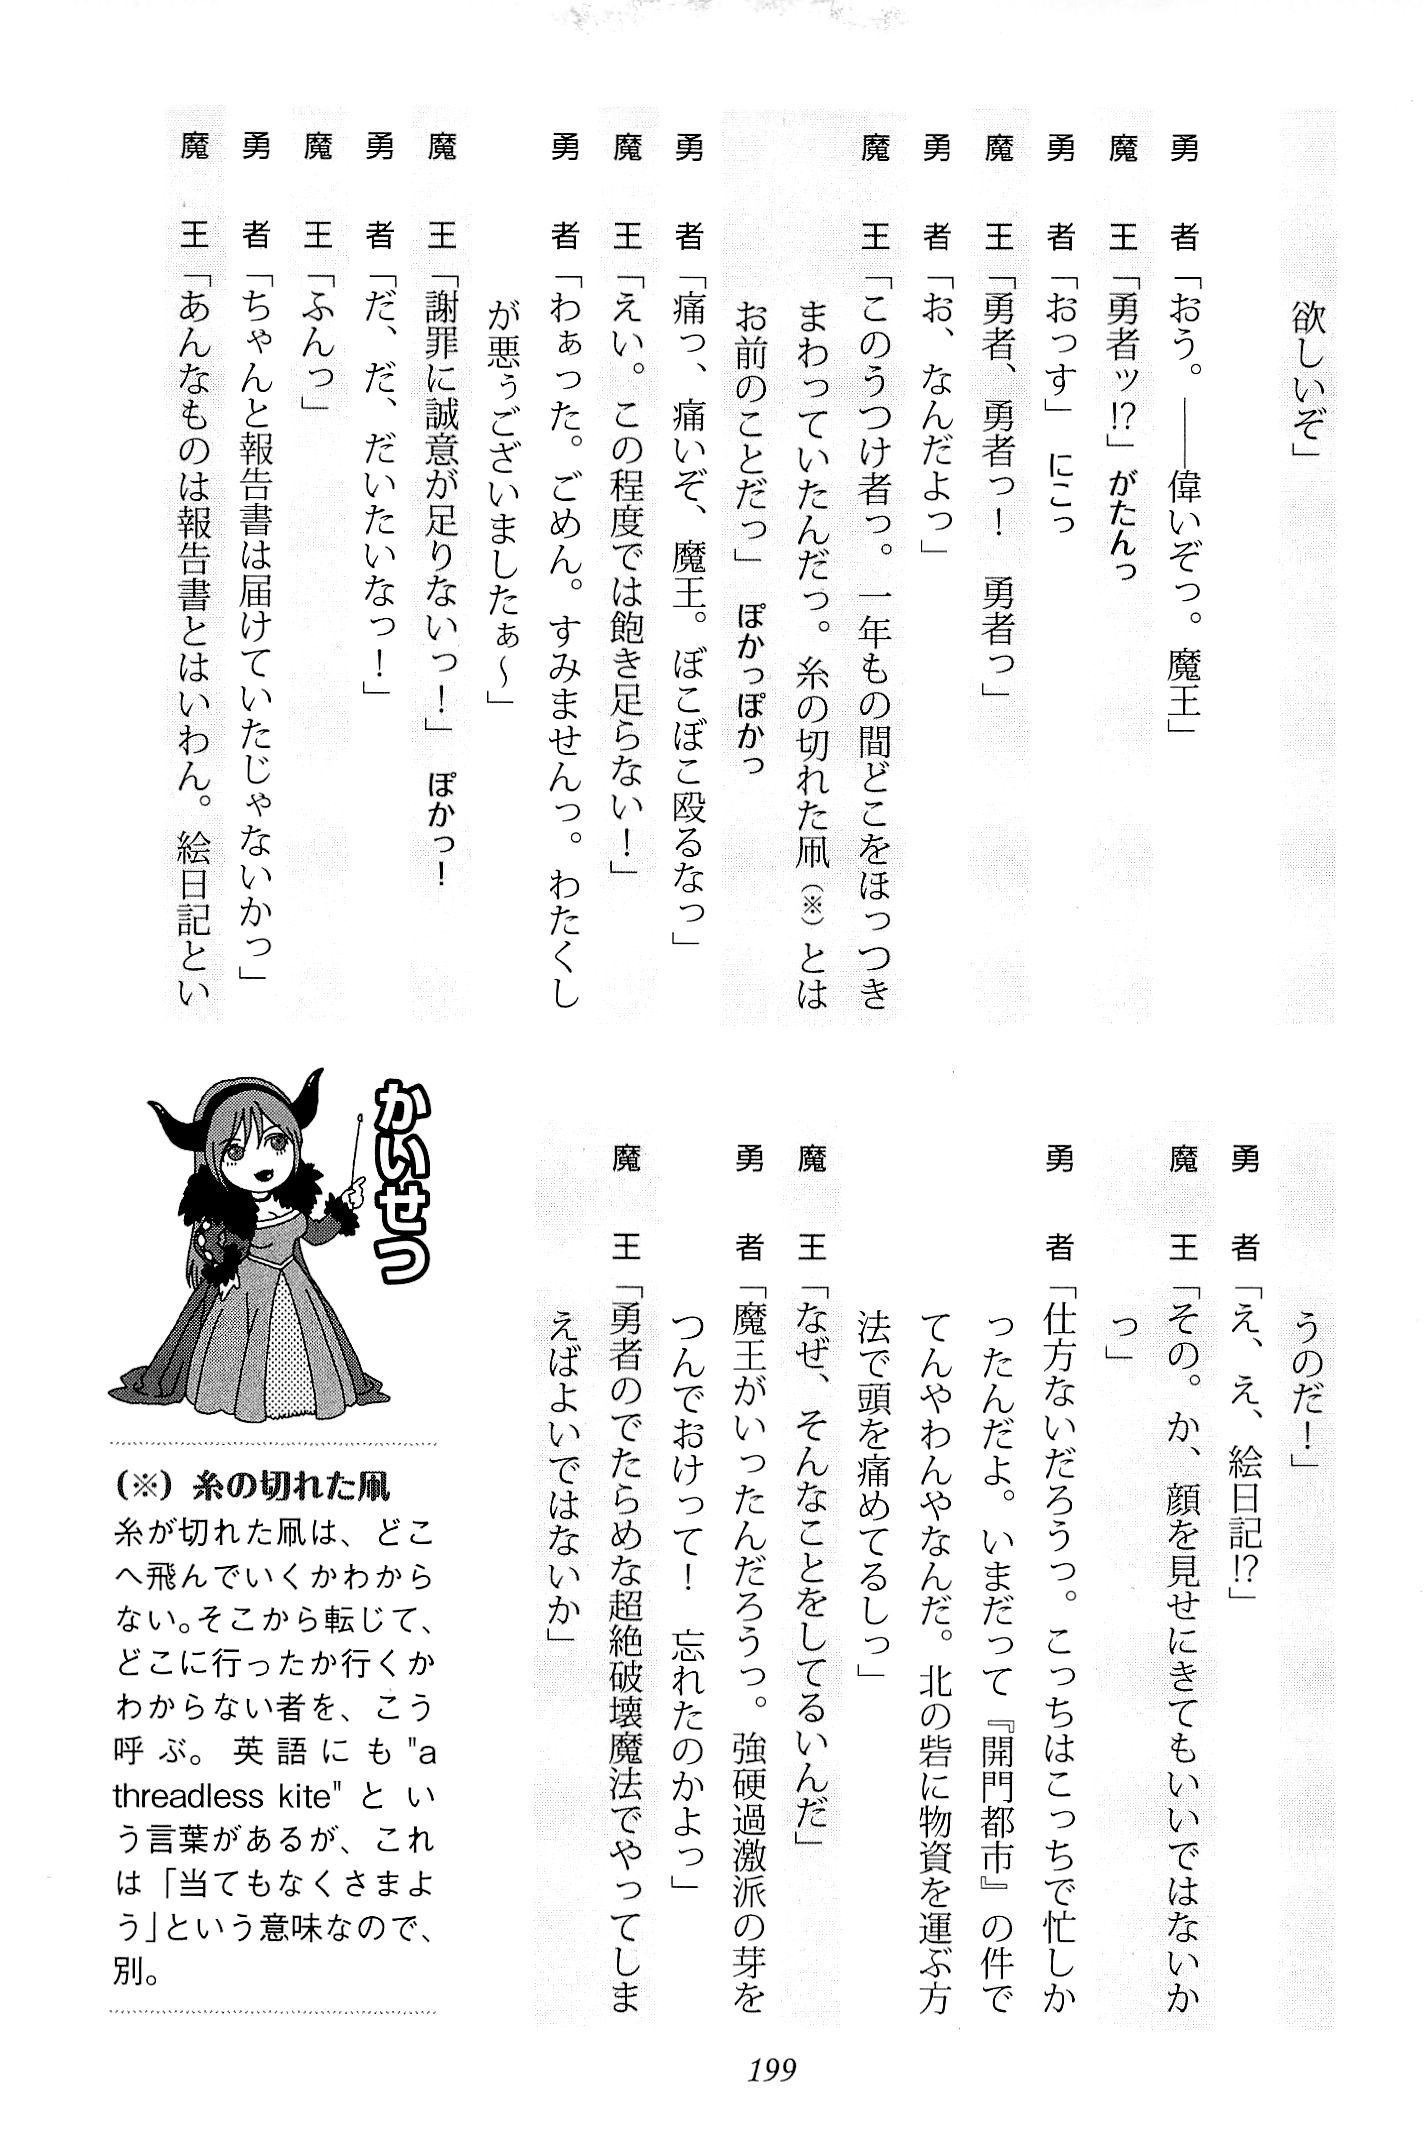 欲しいぞ」
勇者「おう。――偉いぞっ。魔王」
魔王「勇者ッ!?」がたんっ
勇者「おっす」にこっ
魔王「勇者、勇者っ!　勇者っ」
勇者「お、なんだよっ」
魔王「このうつけ者っ。一年もの間どこをほっつき
まわっていたんだっ。糸の切れた凧(※)とは
お前のことだっ」　ぽかっぽかっ
勇者「痛っ、痛いぞ、魔王。ぼこぼこ殴るなっ」
魔王「えい。この程度では飽き足らない!」
勇者「わぁった。ごめん。すみませんっ。わたくし
が悪ぅございましたぁ〜」
魔王「謝罪に誠意が足りないっ!」　ぽかっ!
勇者「だ、だ、だいたいなっ!」
魔王「ふんっ」
勇者「ちゃんと報告書は届けていたじゃないかっ」
魔王「あんなものは報告書とはいわん。絵日記とい
うのだ!」
勇者「え、え、絵日記!?」
魔王「その。か、顔を見せにきてもいいではないか
っ」
勇者「仕方ないだろうっ。こっちはこっちで忙しか
ったんだよ。いまだって『開門都市』の件で
てんやわんやなんだ。北の砦に物資を運ぶ方
法で頭を痛めてるしっ」
魔王「なぜ、そんなことをしてるいんだ」
勇者「魔王がいったんだろうっ。強硬過激派の芽を
つんでおけって!　忘れたのかよっ」
魔王「勇者のでたらめな超絶破壊魔法でやってしま
えばよいではないか」
かいせつ
(※) 糸の切れた凧
糸が切れた凧は、どこ
へ飛んでいくかわから
ない。そこから転じて、
どこに行ったか行くか
わからない者を、こう
呼ぶ。英語にも"a
threadless kite"とい
う言葉があるが、これ
は「当てもなくさまよ
う」という意味なので、
別。
199